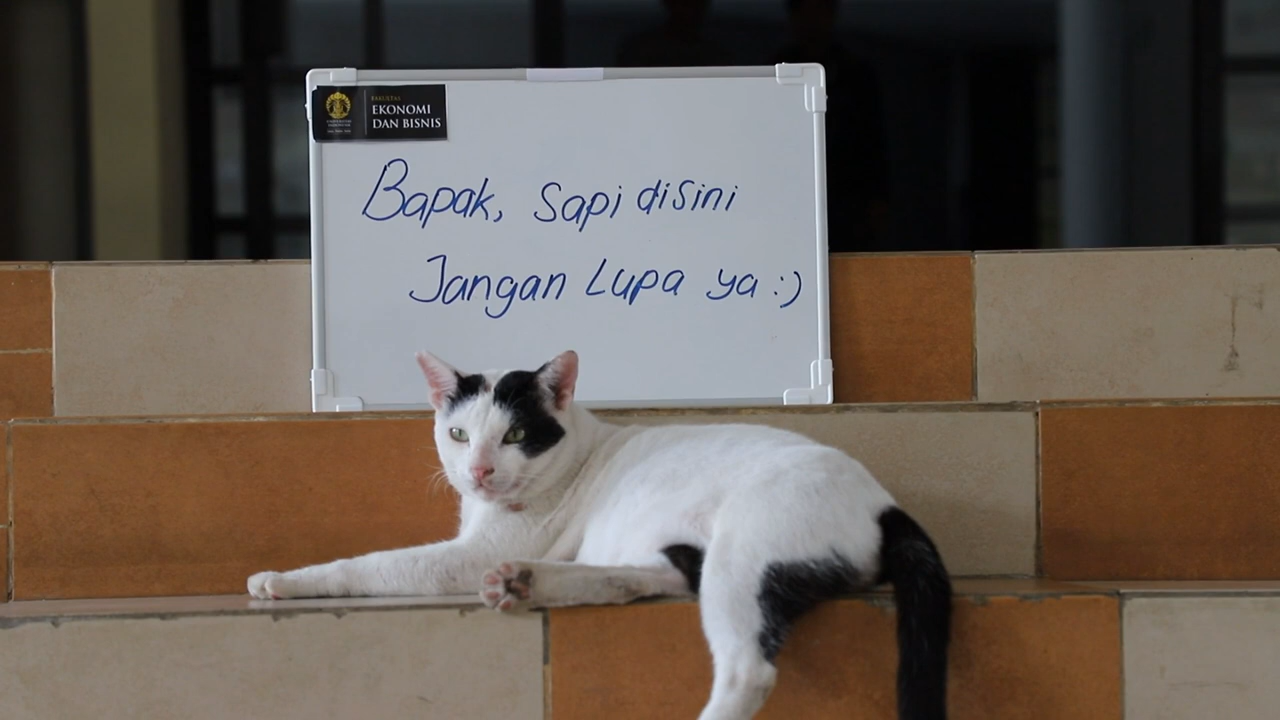 FAKULTAS
EKONOMI
DAN BISNIS
Bapak, Sapi disini
Jangan Lupa ya :)